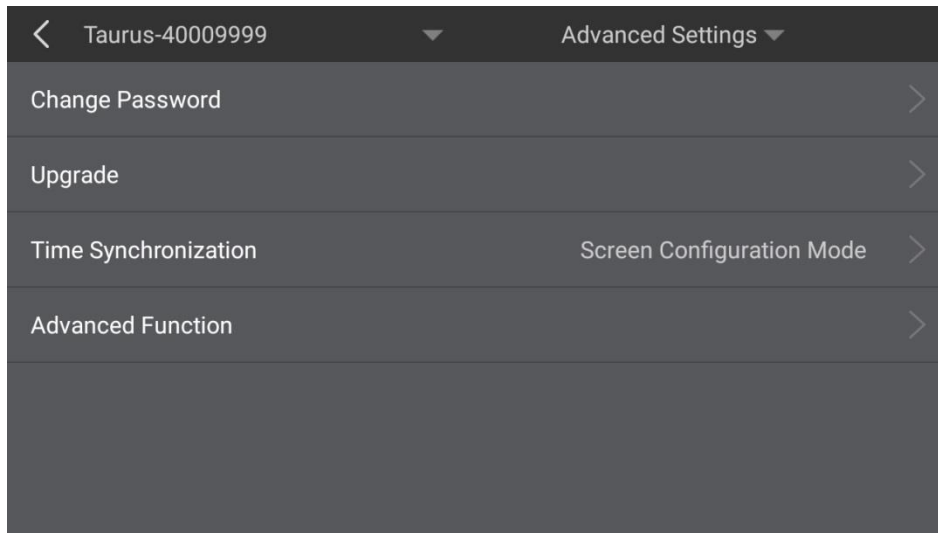 Taurus-40009999
Advanced Settings
Change Password
Upgrade
Time Synchronization
Screen Configuration Mode
Advanced Function